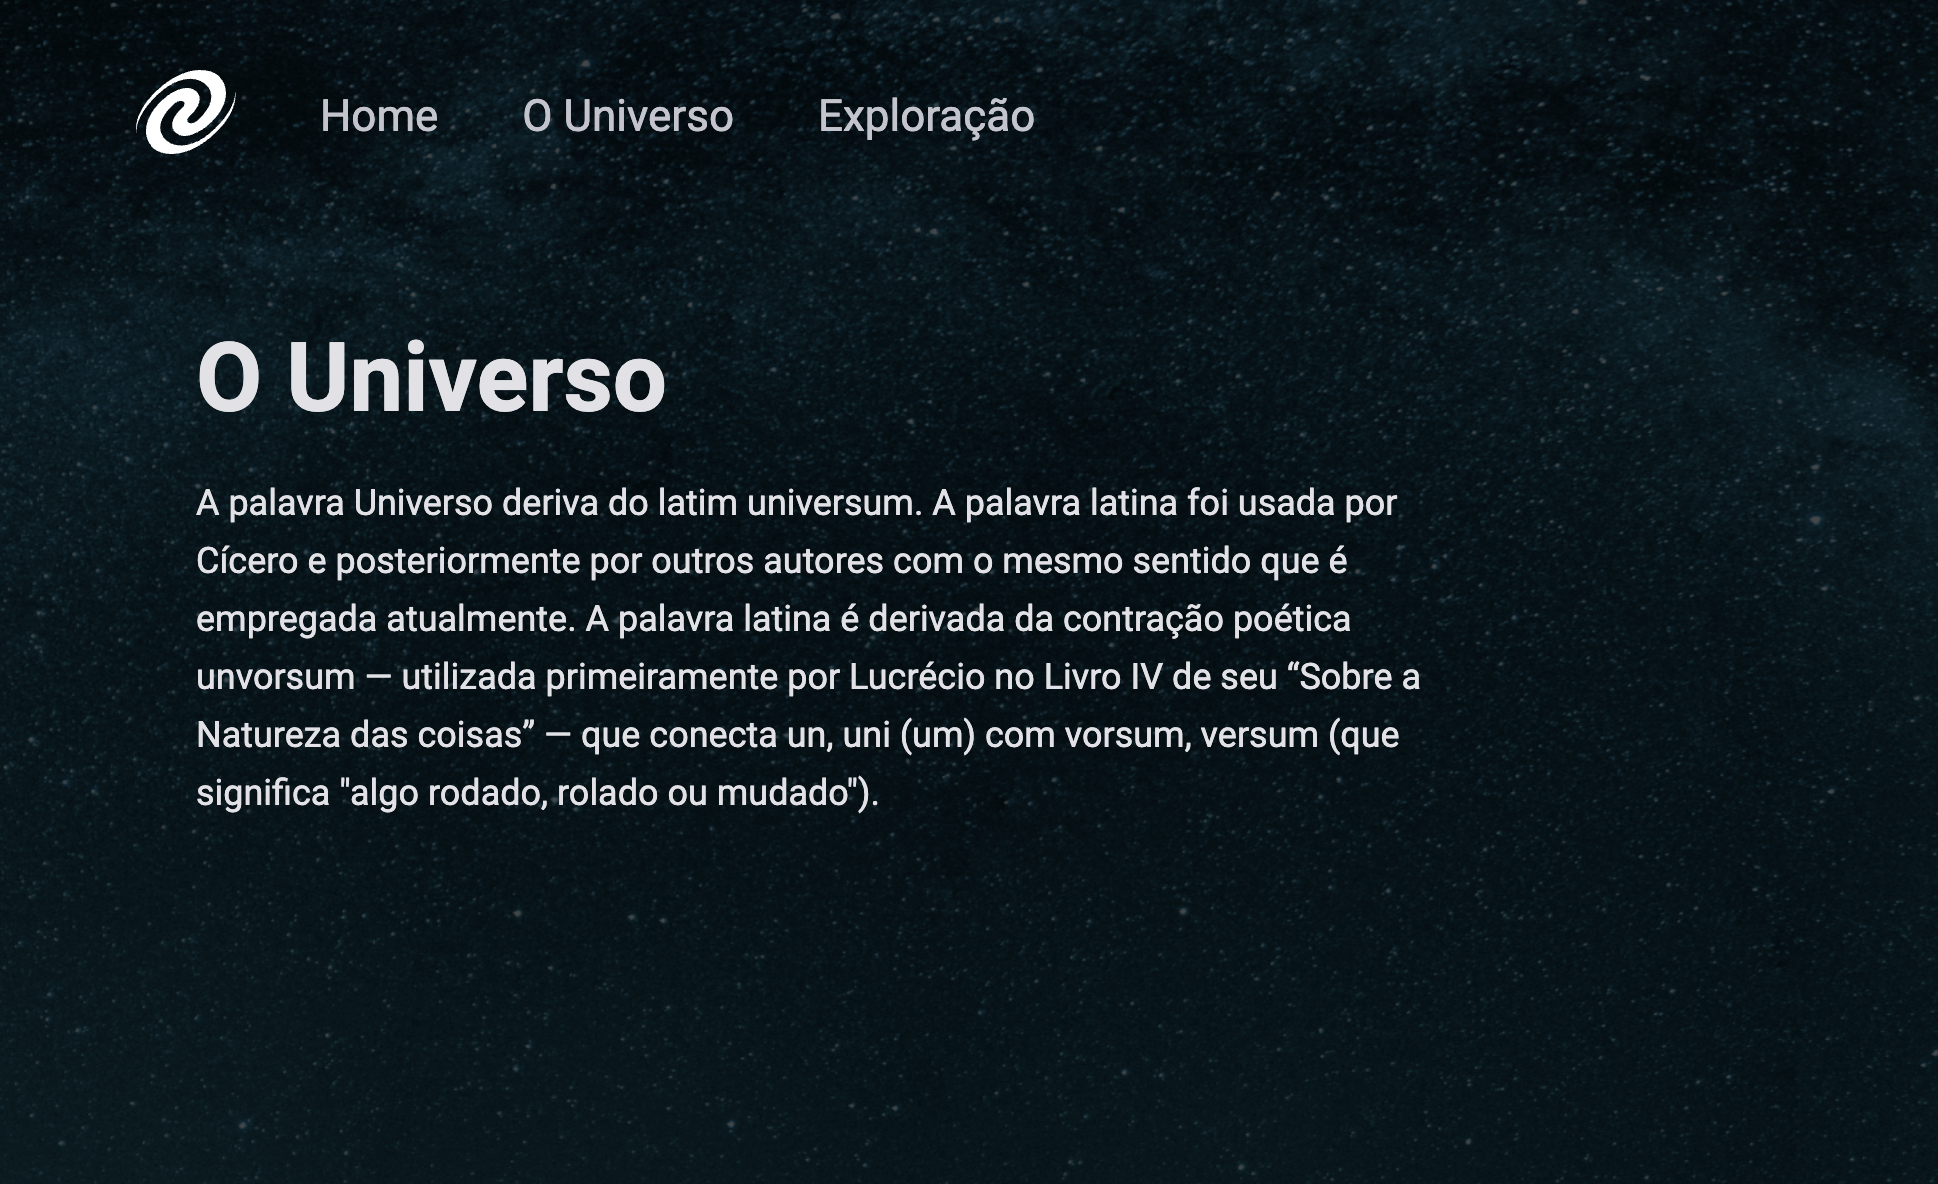 Home
O Universo
Exploração
O Universo
A palavra Universo deriva do latim universum. A palavra latina foi usada por
Cícero e posteriormente por outros autores com o mesmo sentido que é
empregada atualmente. A palavra latina é derivada da contração poética
unvorsum — utilizada primeiramente por Lucrécio no Livro IV de seu “Sobre a
Natureza das coisas” — que conecta un, uni (um) com vorsum, versum (que
significa "algo rodado, rolado ou mudado").